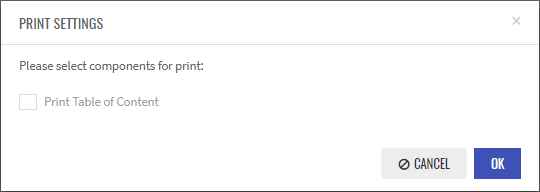 PRINT SETTINGS
×
Please select components for print:
Print Table of Content
CANCEL
OK